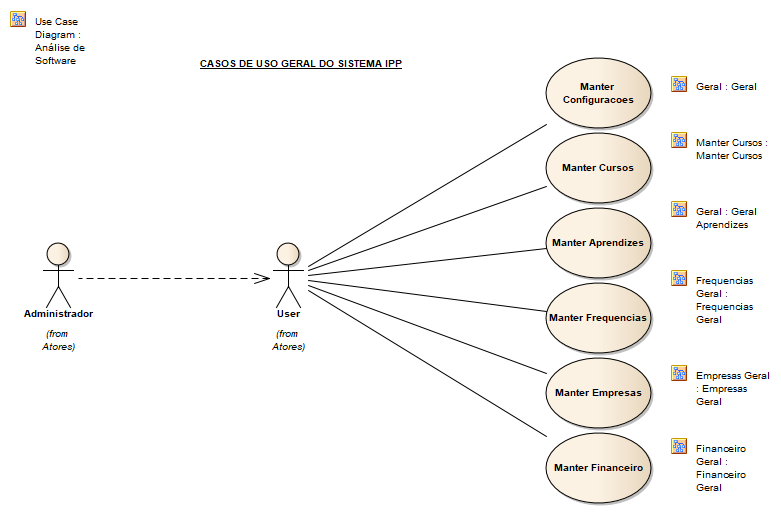 Use Case
Diagram :
Análise de
Software
CASOS DE USO GERAL DO SISTEMA IPP
Manter
Configuracoes
Geral : Geral
Manter Cursos
Manter Cursos :
Manter Cursos
Manter Aprendizes
Geral : Geral
Aprendizes
Administrador
(from
Atores)
User
(from
Atores)
Manter Frequencias
Frequencias
Geral :
Frequencias
Geral
Manter Empresas
Empresas Geral
: Empresas
Geral
Manter Financeiro
Financeiro
Geral :
Financeiro
Geral